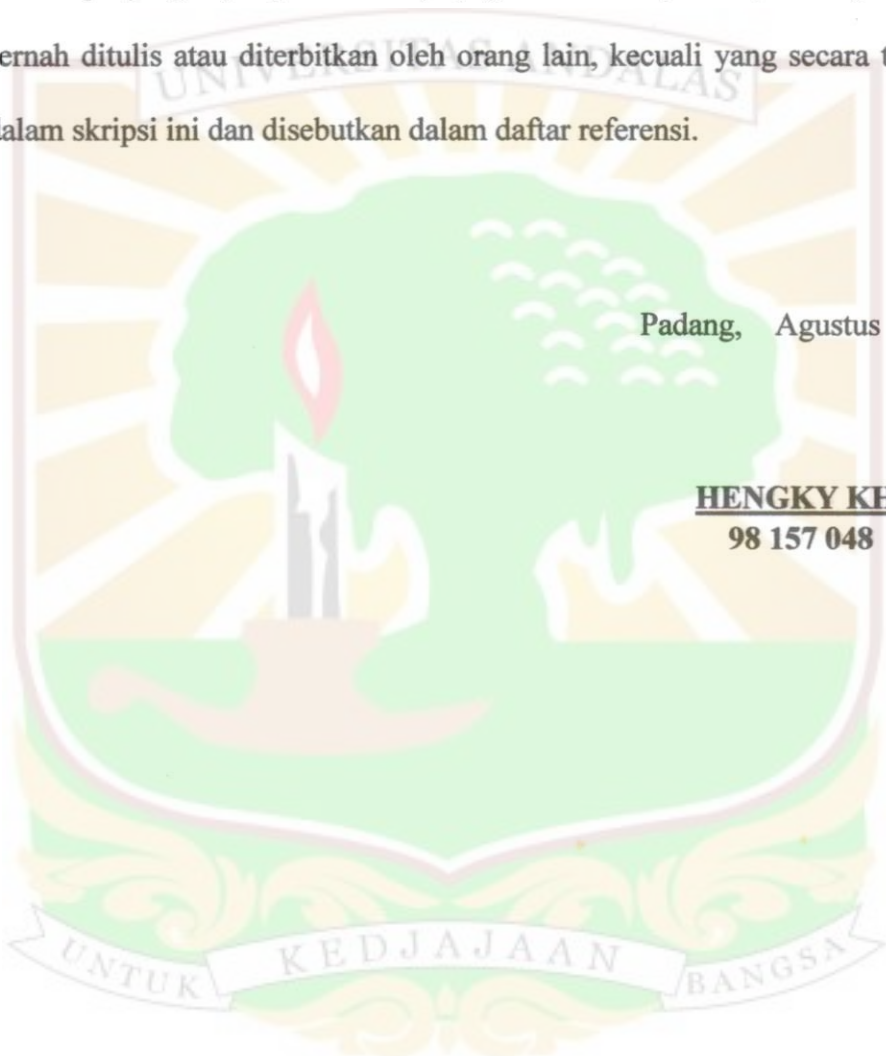 ernah ditulis atau diterbitkan oleh orang lain, kecuali yang secara t
UNIVERSITAS ANDALAS
dalam skripsi ini dan disebutkan dalam daftar referensi.
Padang, Agustus
HENGKY KH
98 157 048
UNTUK KEDJAJAAN BANGSA